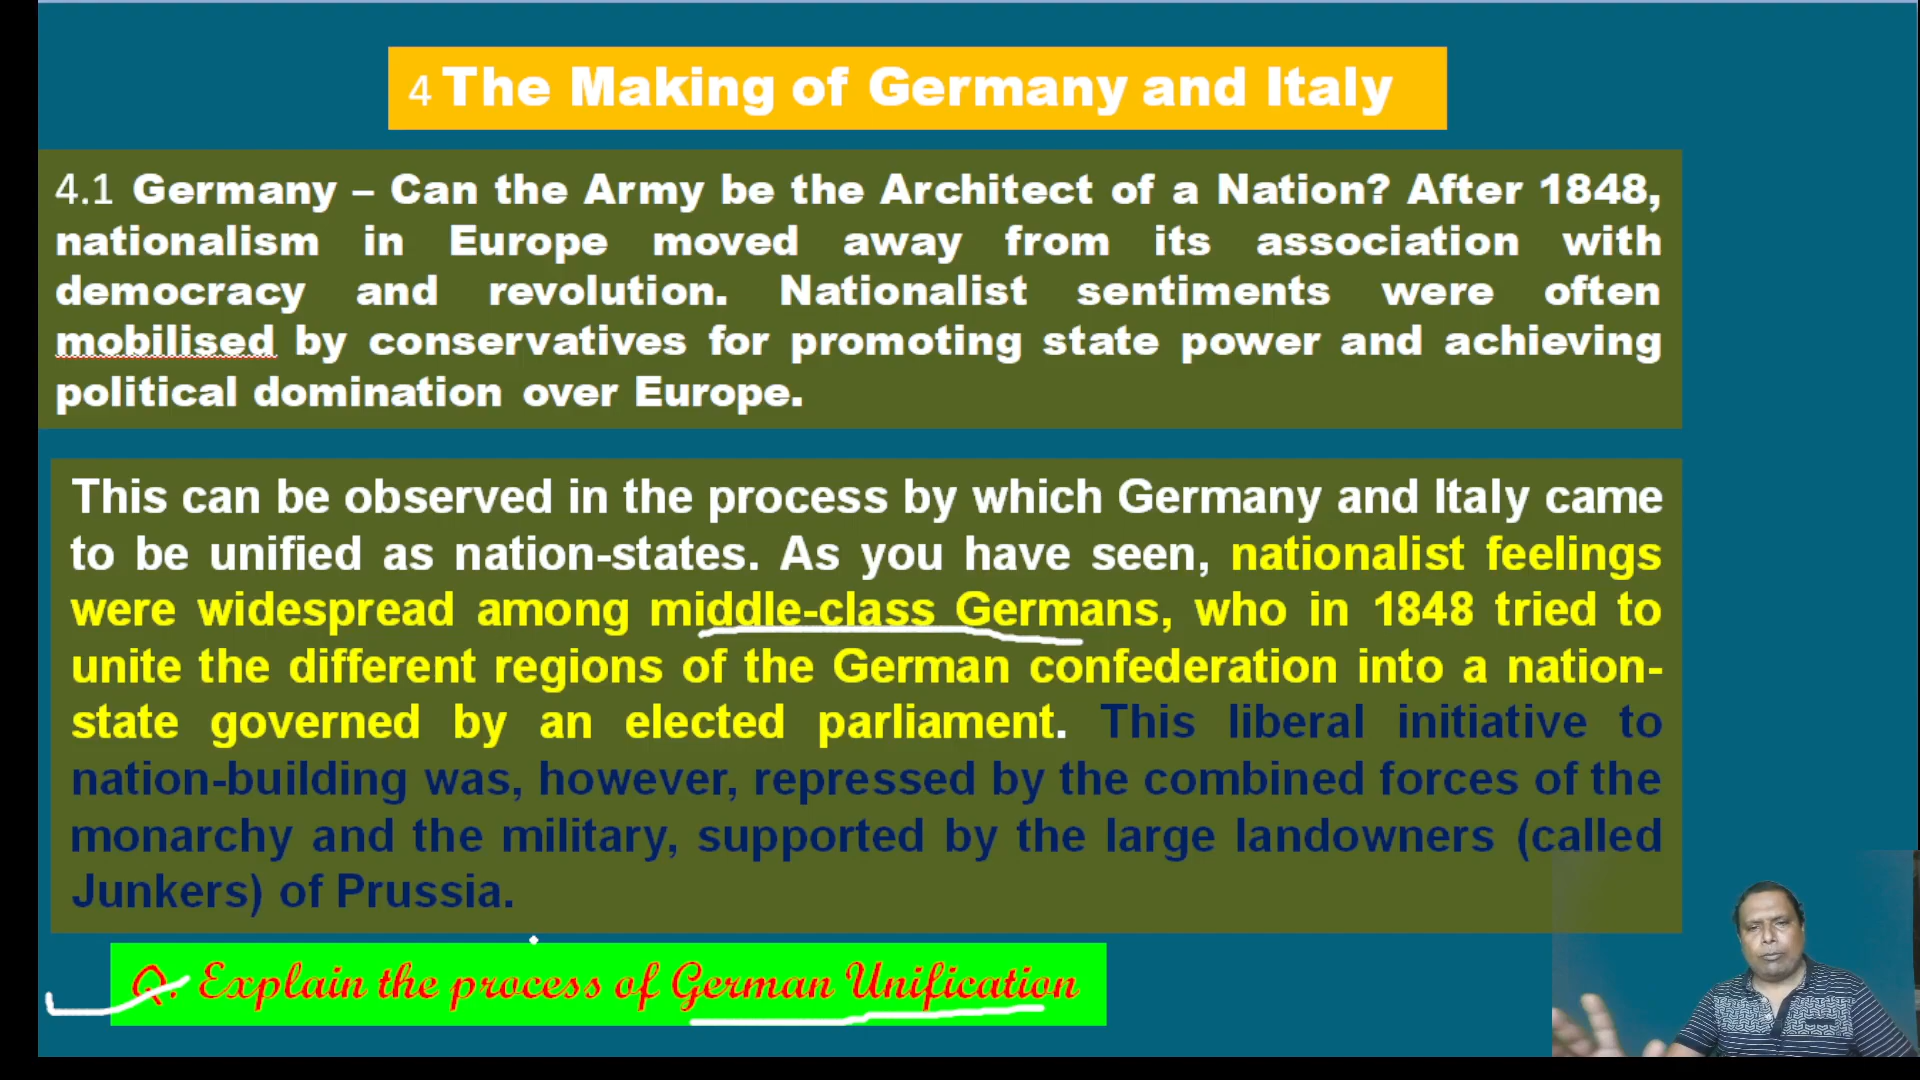 4 The Making of Germany and Italy
4.1 Germany – Can the Army be the Architect of a Nation? After 1848,
nationalism in Europe moved away from its association with
democracy and revolution. Nationalist sentiments were often
mobilised by conservatives for promoting state power and achieving
political domination over Europe.
This can be observed in the process by which Germany and Italy came
to be unified as nation-states. As you have seen, nationalist feelings
were widespread among middle-class Germans, who in 1848 tried to
unite the different regions of the German confederation into a nation-
state governed by an elected parliament. This liberal initiative to
nation-building was, however, repressed by the combined forces of the
monarchy and the military, supported by the large landowners (called
Junkers) of Prussia.
Q. Explain the process of German Unification